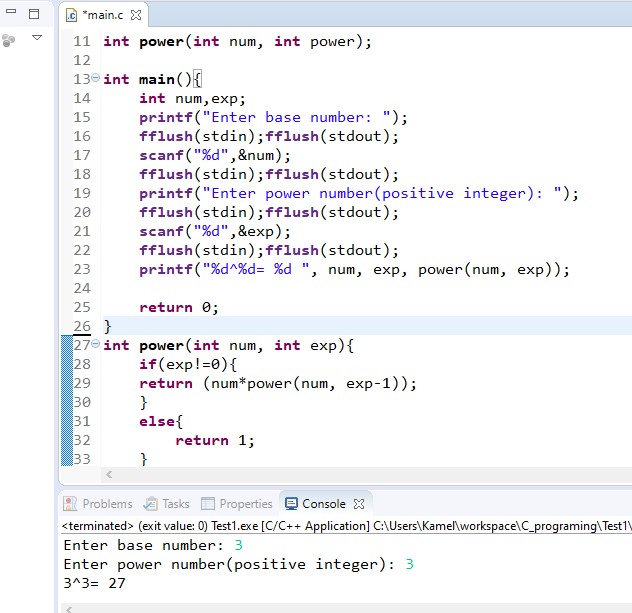 *main.c
11 int power(int num, int power);
12
13 int main(){
14     int num,exp;
15     printf("Enter base number: ");
16     fflush(stdin);fflush(stdout);
17     scanf("%d",&num);
18     fflush(stdin);fflush(stdout);
19     printf("Enter power number(positive integer): ");
20     fflush(stdin);fflush(stdout);
21     scanf("%d",&exp);
22     fflush(stdin);fflush(stdout);
23     printf("%d^%d= %d ", num, exp, power(num, exp));
24
25     return 0;
26 }
27 int power(int num, int exp){
28     if(exp!=0){
29     return (num*power(num, exp-1));
30     }
31     else{
32         return 1;
33     }
Problems Tasks Properties Console
<terminated> (exit value: 0) Test1.exe [C/C++ Application] C:\Users\Kamel\workspace\C_programing\Test1\
Enter base number: 3
Enter power number(positive integer): 3
3^3= 27